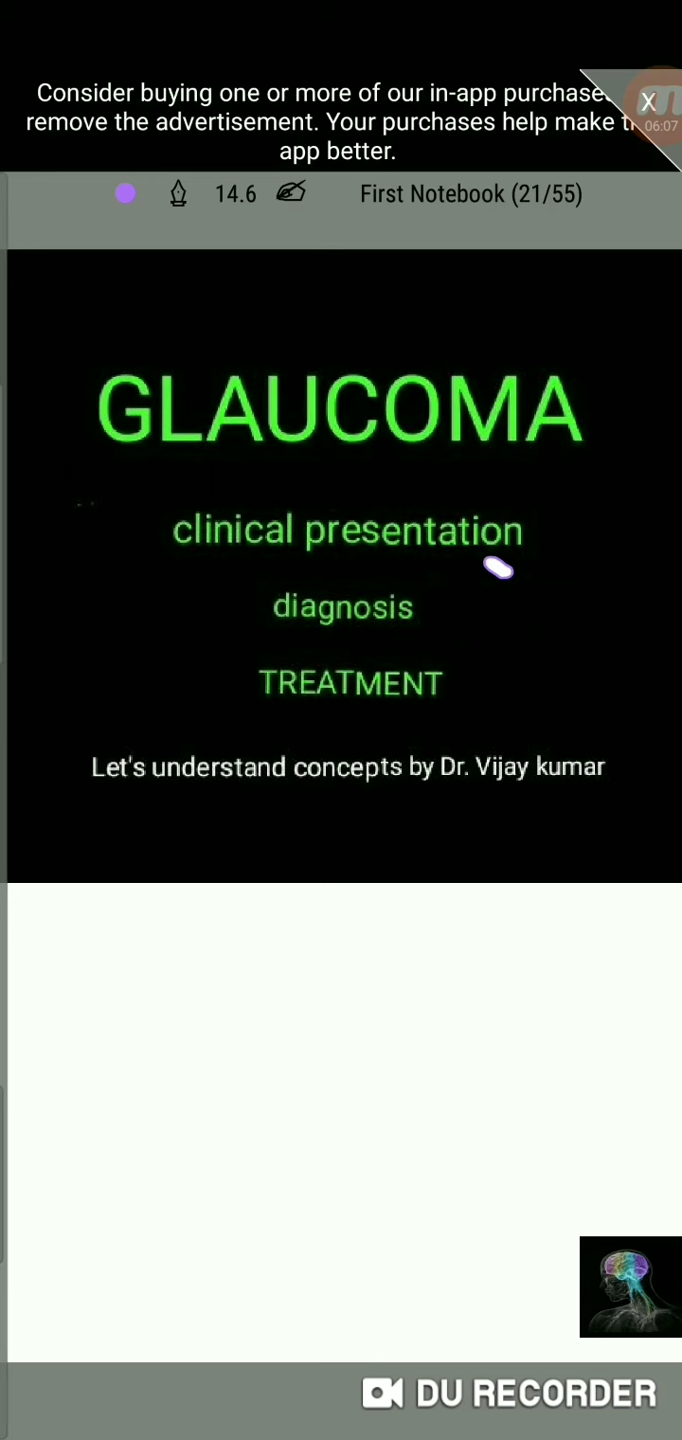 Consider buying one or more of our in-app purchase
remove the advertisement. Your purchases help make
app better.
X
06:07
14.6 First Notebook (21/55)
GLAUCOMA
clinical presentation
diagnosis
TREATMENT
Let's understand concepts by Dr. Vijay kumar
DU RECORDER